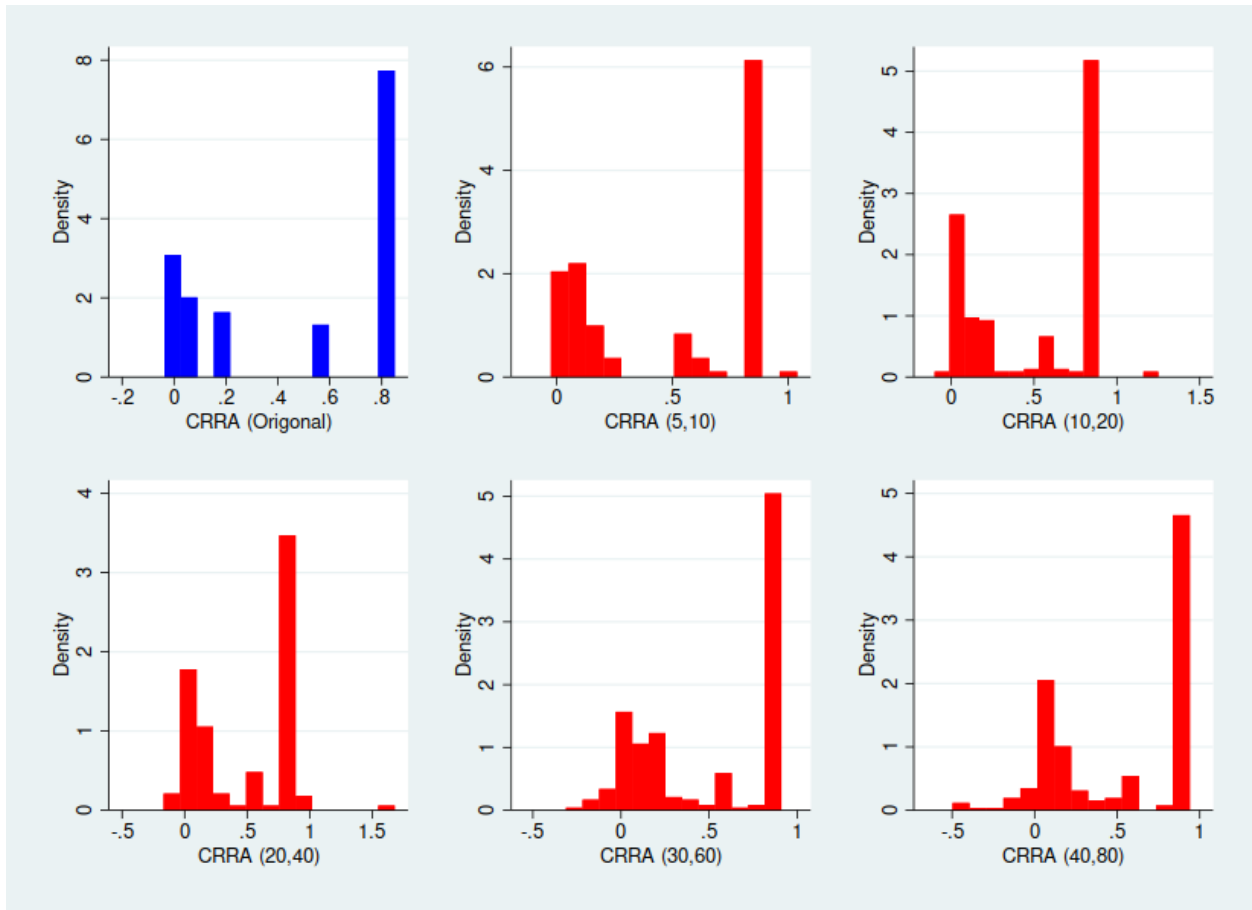 Density
0 2 4 6 8
-.2 0 .2 .4 .6 .8
CRRA (Origonal)
Density
0 2 4 6
0 .5 1
CRRA (5,10)
Density
0 1 2 3 4 5
0 .5 1 1.5
CRRA (10,20)
Density
0 1 2 3 4
-.5 0 .5 1 1.5
CRRA (20,40)
Density
0 1 2 3 4 5
-.5 0 .5 1
CRRA (30,60)
Density
0 1 2 3 4 5
-.5 0 .5 1
CRRA (40,80)